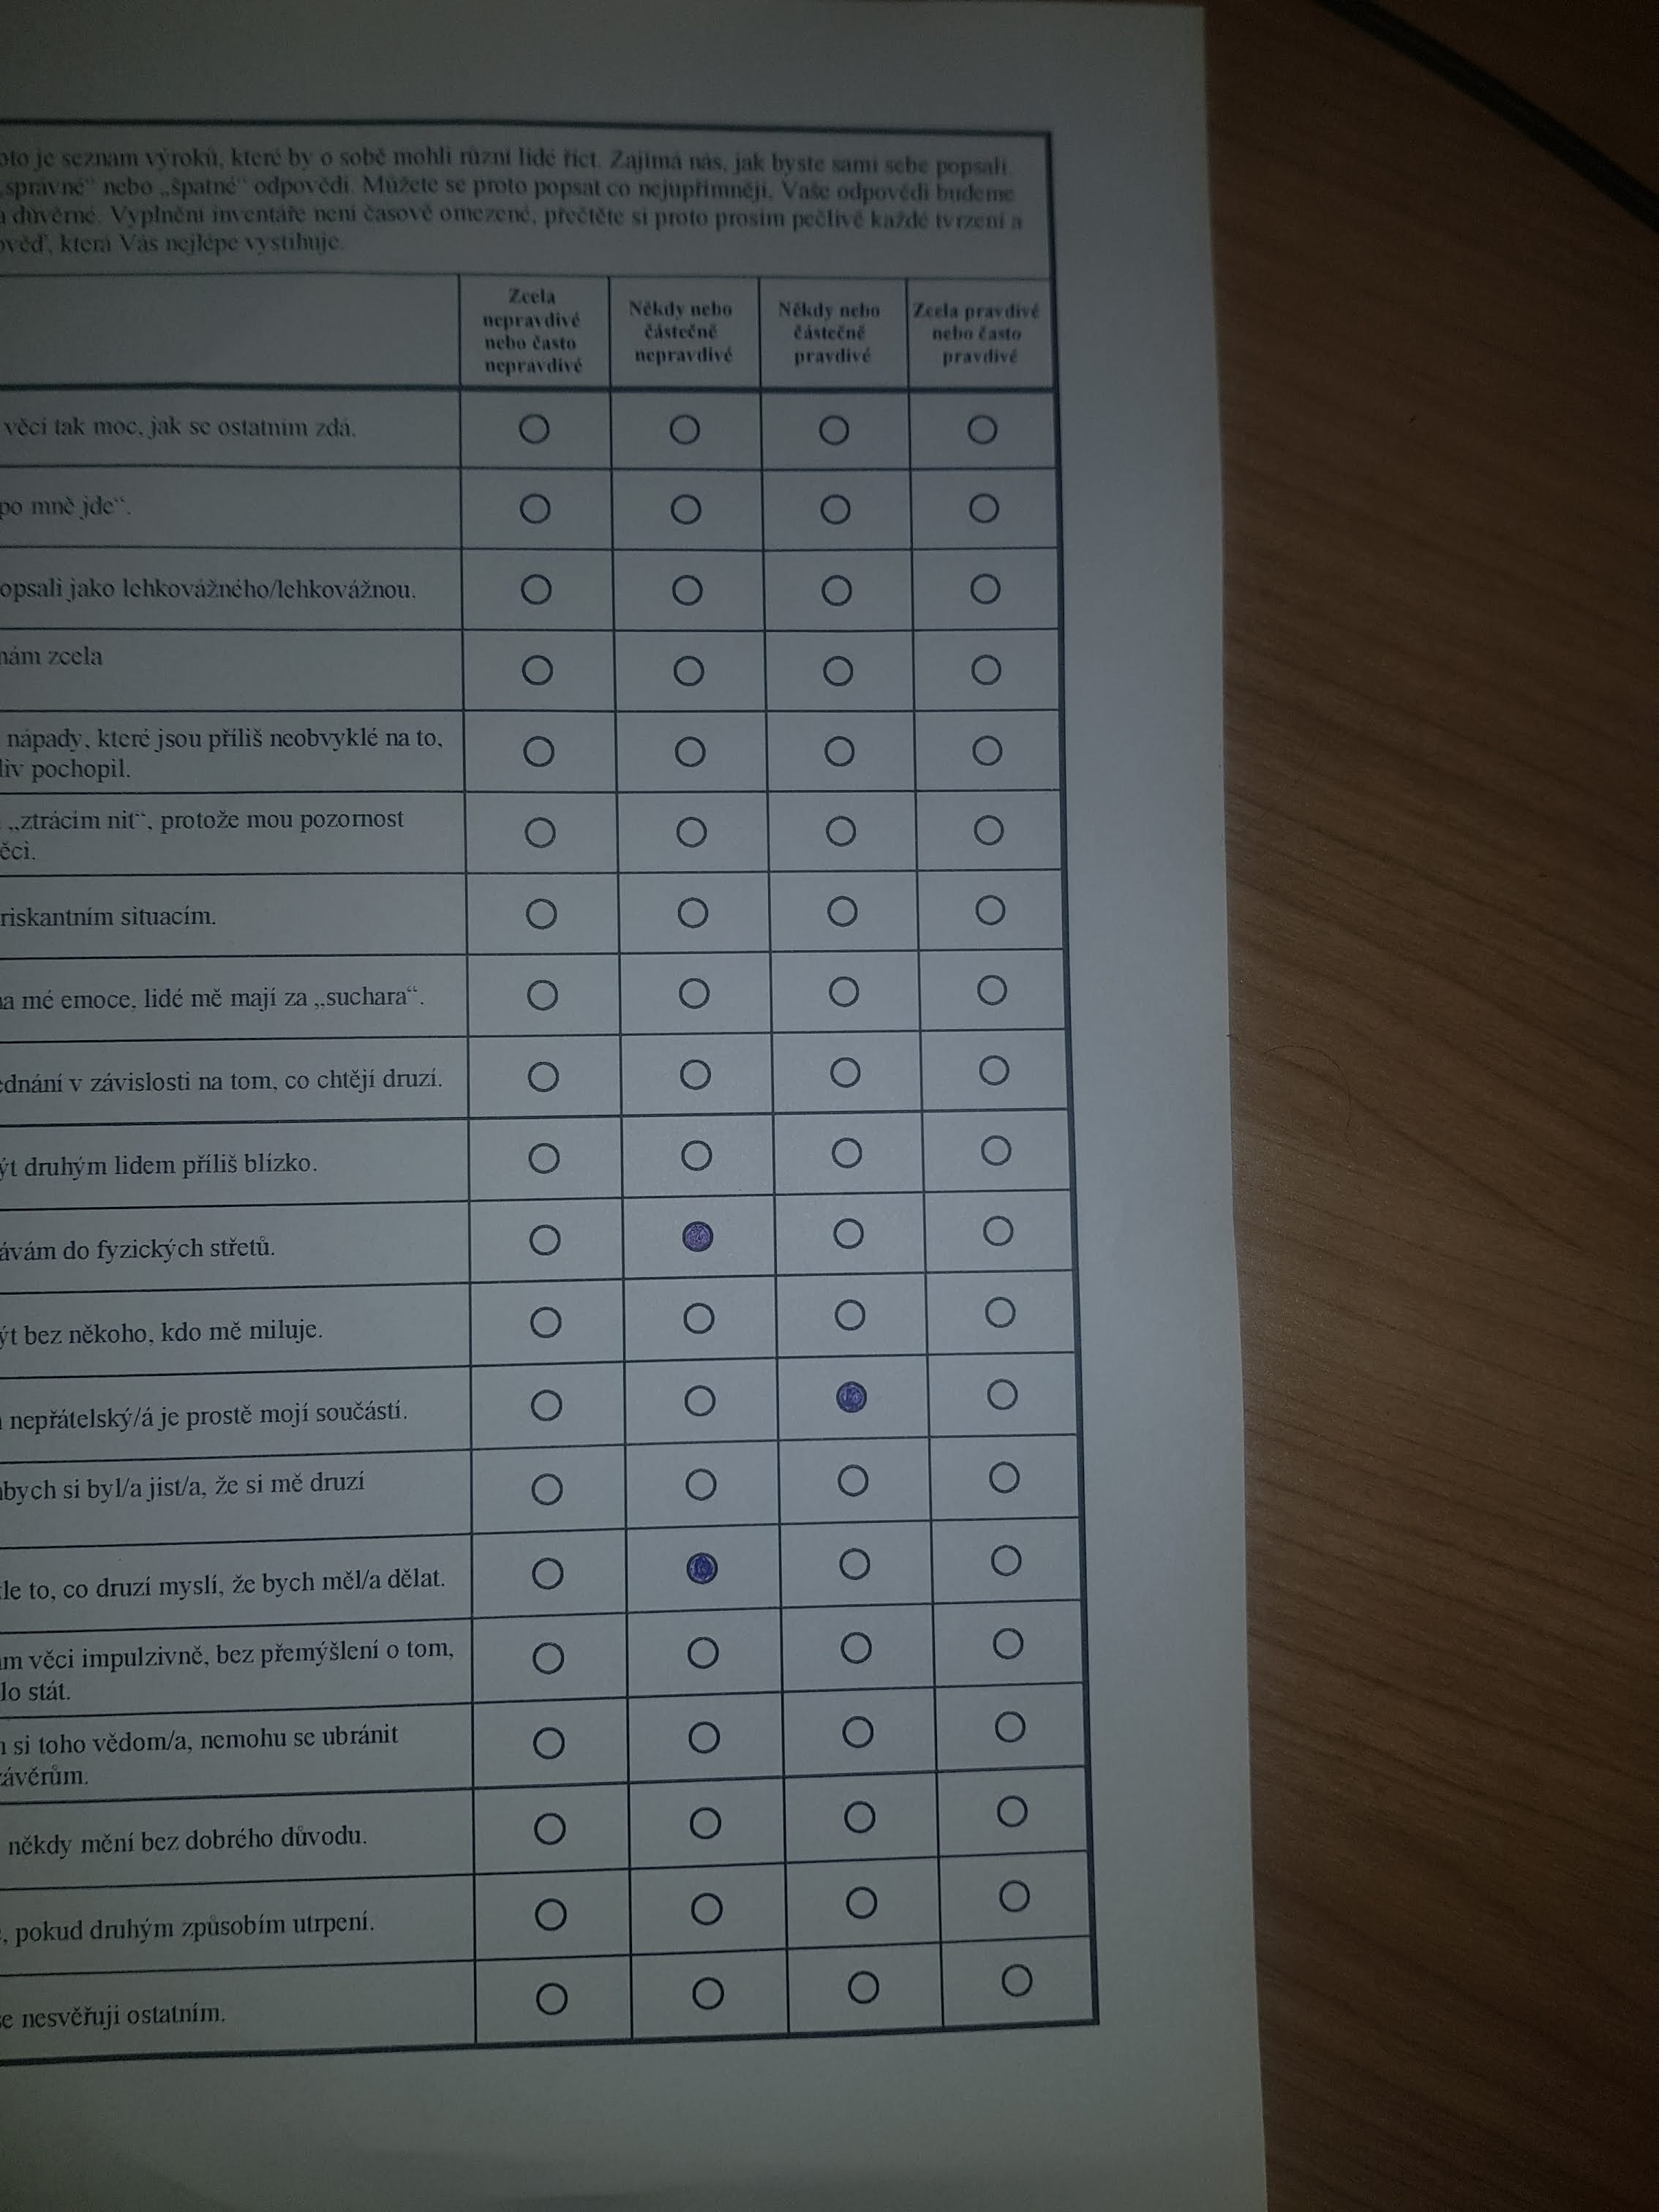 oto je seznam výroků, které by o sobě mohli různí lidé říct. Zajímá nás, jak byste sami sebe popsali.
„správné“ nebo „špatné“ odpovědi. Můžete se proto popsat co nejupřímněji, Vaše odpovědi budeme
a důvěrné. Vyplnění inventáře není časově omezené, přečtěte si proto prosím pečlivě každé tvrzení a
ověď, která Vás nejlépe vystihuje.
Zcela
nepravdivé
nebo často
nepravdivé
Někdy nebo
částečně
nepravdivé
Někdy nebo
částečně
pravdivé
Zcela pravdivé
nebo často
pravdivé
věcí tak moc, jak se ostatním zdá.
po mně jde“.
opsali jako lehkovážného/lehkovážnou.
nám zcela
nápady, které jsou příliš neobvyklé na to,
liv pochopil.
„ztrácím nit“, protože mou pozornost
ěci.
riskantním situacím.
a mé emoce, lidé mě mají za „suchara“.
ednání v závislosti na tom, co chtějí druzí.
ýt druhým lidem příliš blízko.
ávám do fyzických střetů.
ýt bez někoho, kdo mě miluje.
nepřátelský/á je prostě mojí součástí.
abych si byl/a jist/a, že si mě druzí
le to, co druzí myslí, že bych měl/a dělat.
ám věci impulzivně, bez přemýšlení o tom,
lo stát.
si toho vědom/a, nemohu se ubránit
závěrům.
někdy mění bez dobrého důvodu.
, pokud druhým způsobím utrpení.
se nesvěřuji ostatním.